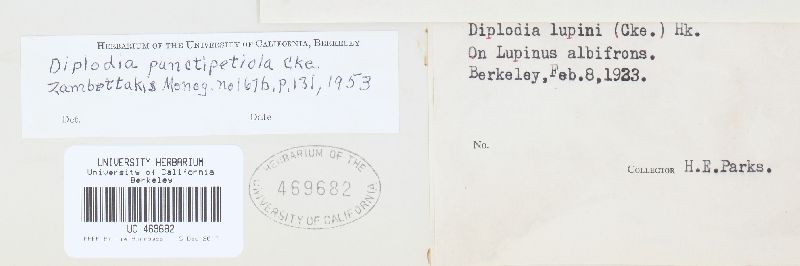 HERBARIUM OF THE UNIVERSITY OF CALIFORNIA, BERKELEY
Diplodia punctipetiola Cke.
Zambettakis Monog. no 167b, p. 131, 1953
Det.
Date
UNIVERSITY HERBARIUM
University of California
Berkeley
UC 469682
HERBARIUM OF THE
469682
UNIVERSITY OF CALIFORNIA
Diplodia lupini (Cke.) Hk.
On Lupinus albifrons.
Berkeley, Feb.8,1923.
No.
COLLECTOR H.E.Parks.